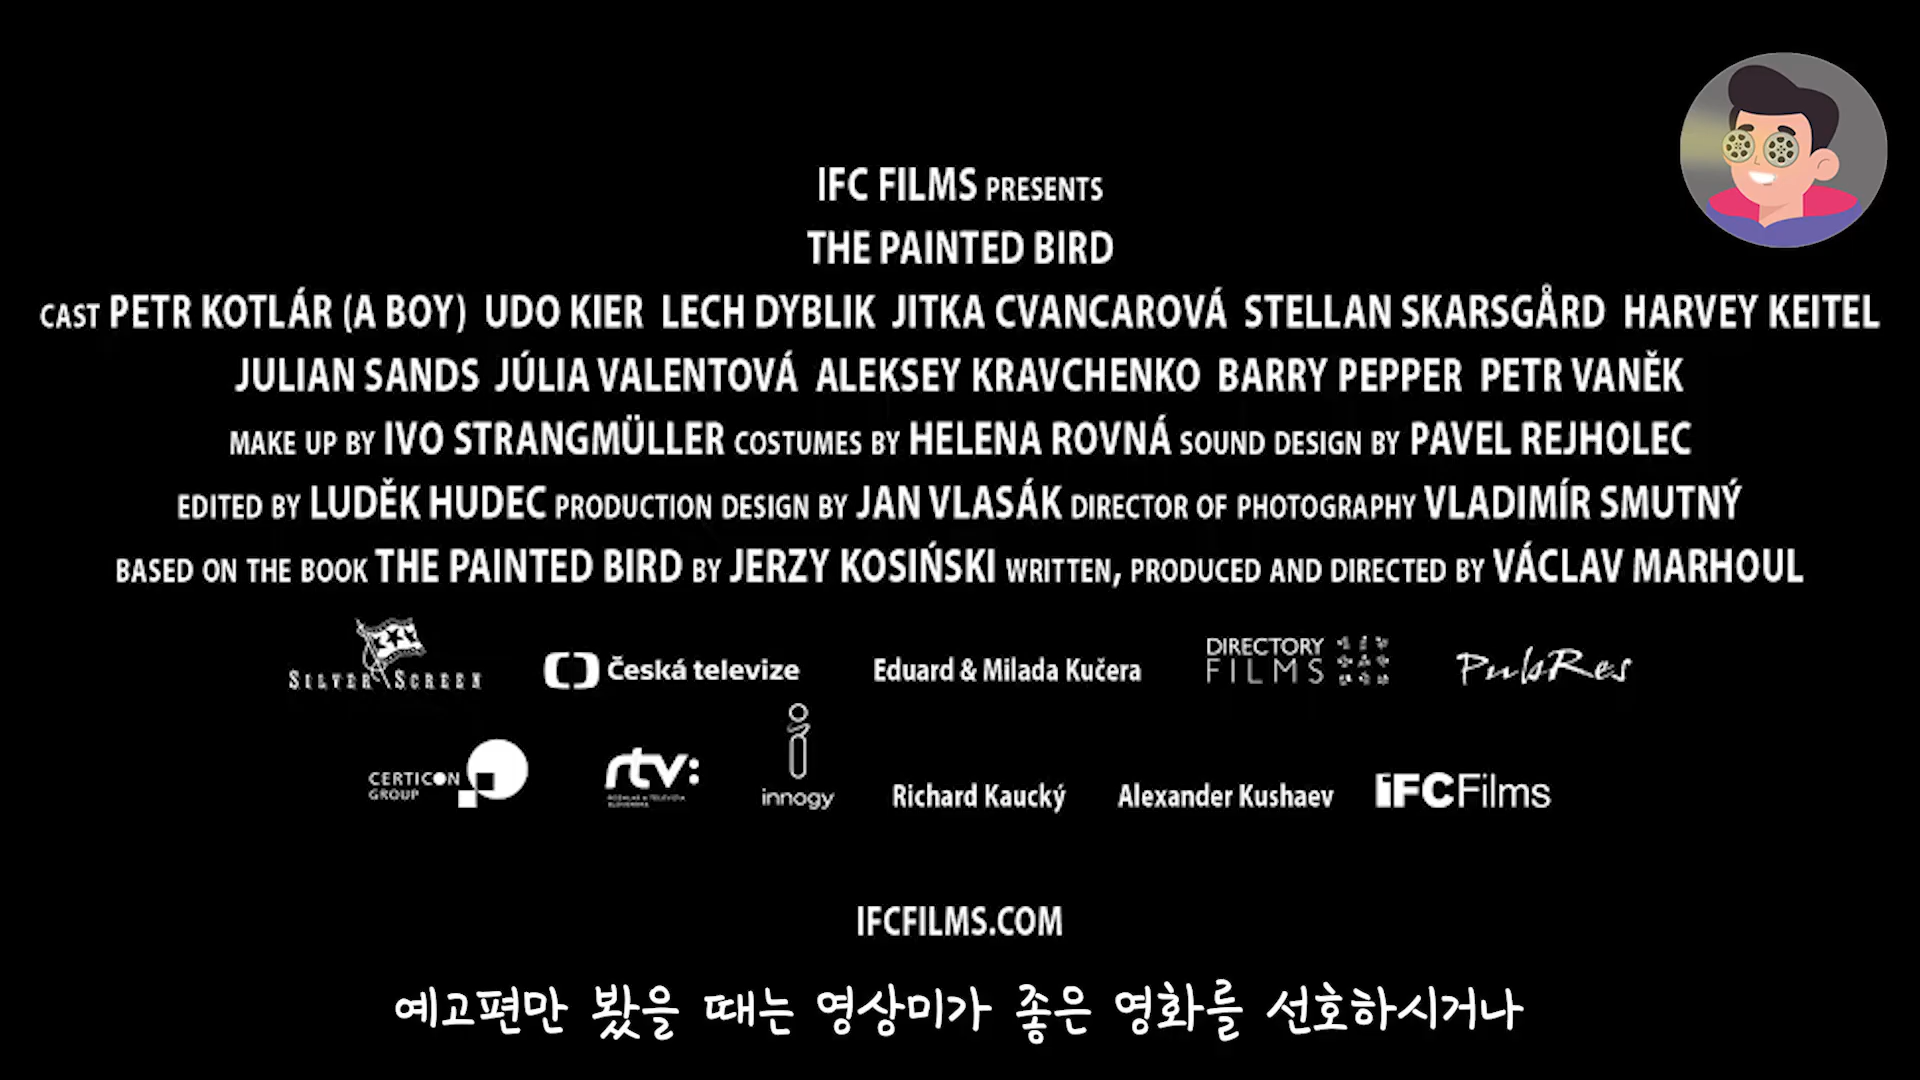 IFC FILMS PRESENTS
THE PAINTED BIRD
CAST PETR KOTLÁR (A BOY) UDO KIER LECH DYBLIK JITKA CVANCAROVÁ STELLAN SKARSGÅRD HARVEY KEITEL
JULIAN SANDS JÚLIA VALENTOVÁ ALEKSEY KRAVCHENKO BARRY PEPPER PETR VANĚK
MAKE UP BY IVO STRANGMÜLLER COSTUMES BY HELENA ROVNÁ SOUND DESIGN BY PAVEL REJHOLEC
EDITED BY LUDĚK HUDEC PRODUCTION DESIGN BY JAN VLASÁK DIRECTOR OF PHOTOGRAPHY VLADIMÍR SMUTNÝ
BASED ON THE BOOK THE PAINTED BIRD BY JERZY KOSIŃSKI WRITTEN, PRODUCED AND DIRECTED BY VÁCLAV MARHOUL
SILVER SCREEN Česká televize Eduard & Milada Kučera DIRECTORY FILMS PubRes
CERTICON GROUP rtv: innogy Richard Kaucký Alexander Kushaev IFC Films
IFCFILMS.COM
예고편만 봤을 때는 영상미가 좋은 영화를 선호하시거나